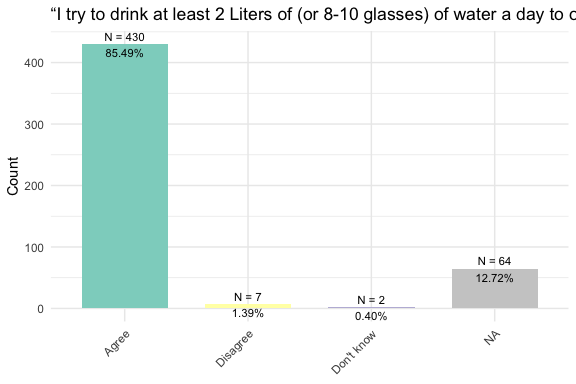 “I try to drink at least 2 Liters of (or 8-10 glasses) of water a day to
N = 430
85.49%
N = 7
1.39%
N = 2
0.40%
N = 64
12.72%
Count
400
300
200
100
0
Agree
Disagree
Don't know
NA